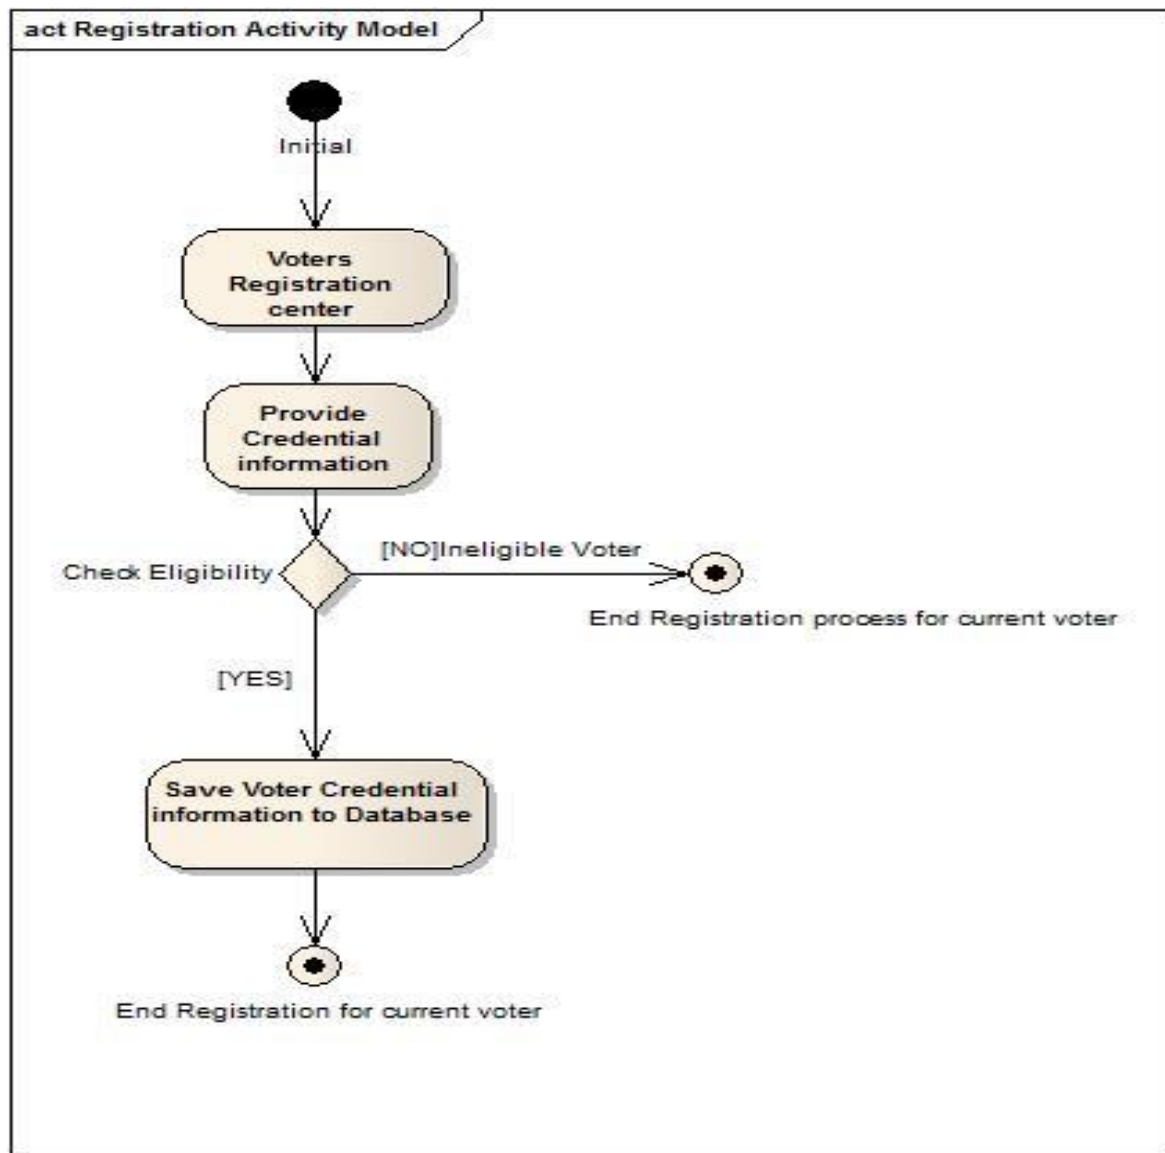 act Registration Activity Model
Initial
Voters
Registration
center
Provide
Credential
information
[NO]Ineligible Voter
Check Eligibility
End Registration process for current voter
[YES]
Save Voter Credential
information to Database
End Registration for current voter